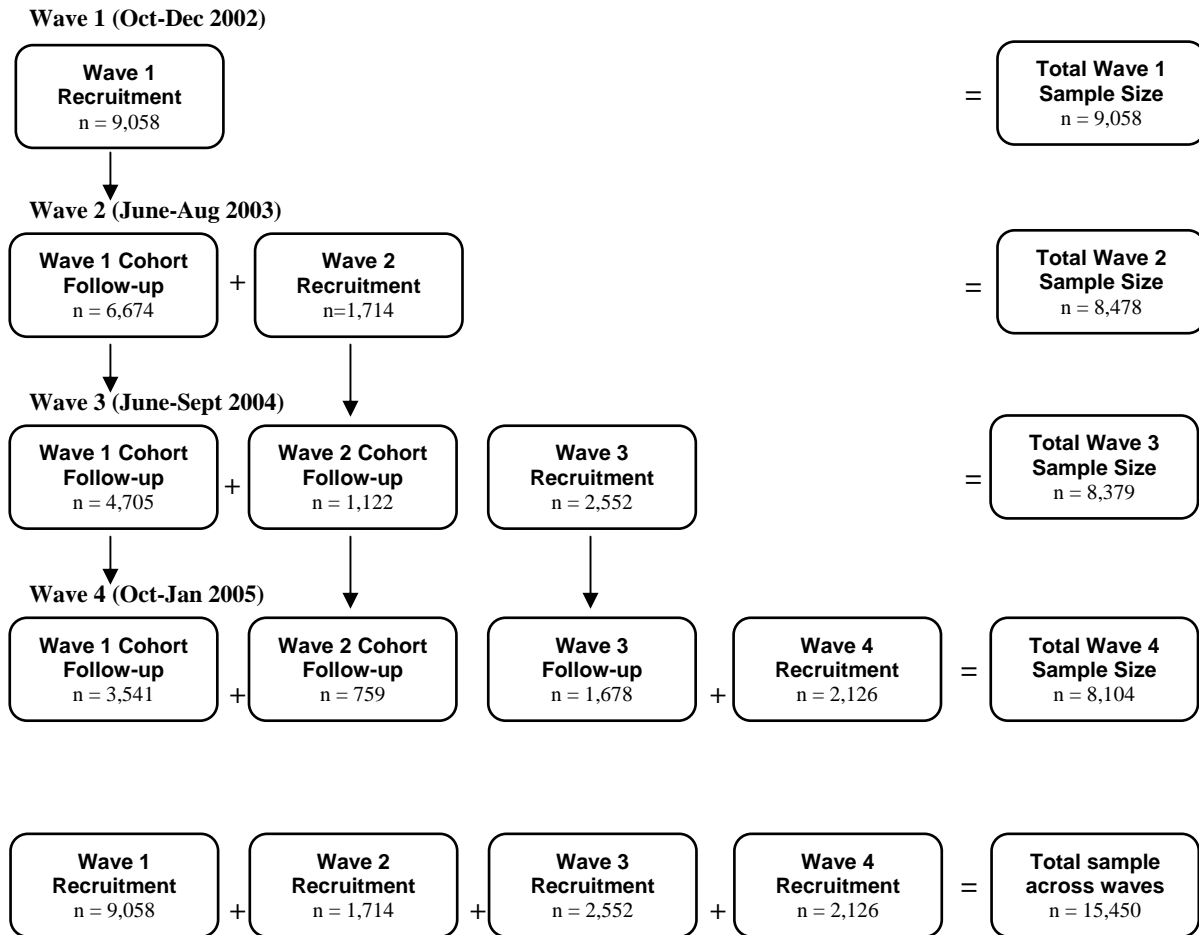 Wave 1 (Oct-Dec 2002)
Wave 1
Recruitment
n = 9,058
=
Total Wave 1
Sample Size
n = 9,058
Wave 2 (June-Aug 2003)
Wave 1 Cohort
Follow-up
n = 6,674
+
Wave 2
Recruitment
n=1,714
=
Total Wave 2
Sample Size
n = 8,478
Wave 3 (June-Sept 2004)
Wave 1 Cohort
Follow-up
n = 4,705
+
Wave 2 Cohort
Follow-up
n = 1,122
Wave 3
Recruitment
n = 2,552
=
Total Wave 3
Sample Size
n = 8,379
Wave 4 (Oct-Jan 2005)
Wave 1 Cohort
Follow-up
n = 3,541
+
Wave 2 Cohort
Follow-up
n = 759
Wave 3
Follow-up
n = 1,678
+
Wave 4
Recruitment
n = 2,126
=
Total Wave 4
Sample Size
n = 8,104
Wave 1
Recruitment
n = 9,058
+
Wave 2
Recruitment
n = 1,714
+
Wave 3
Recruitment
n = 2,552
+
Wave 4
Recruitment
n = 2,126
=
Total sample
across waves
n = 15,450